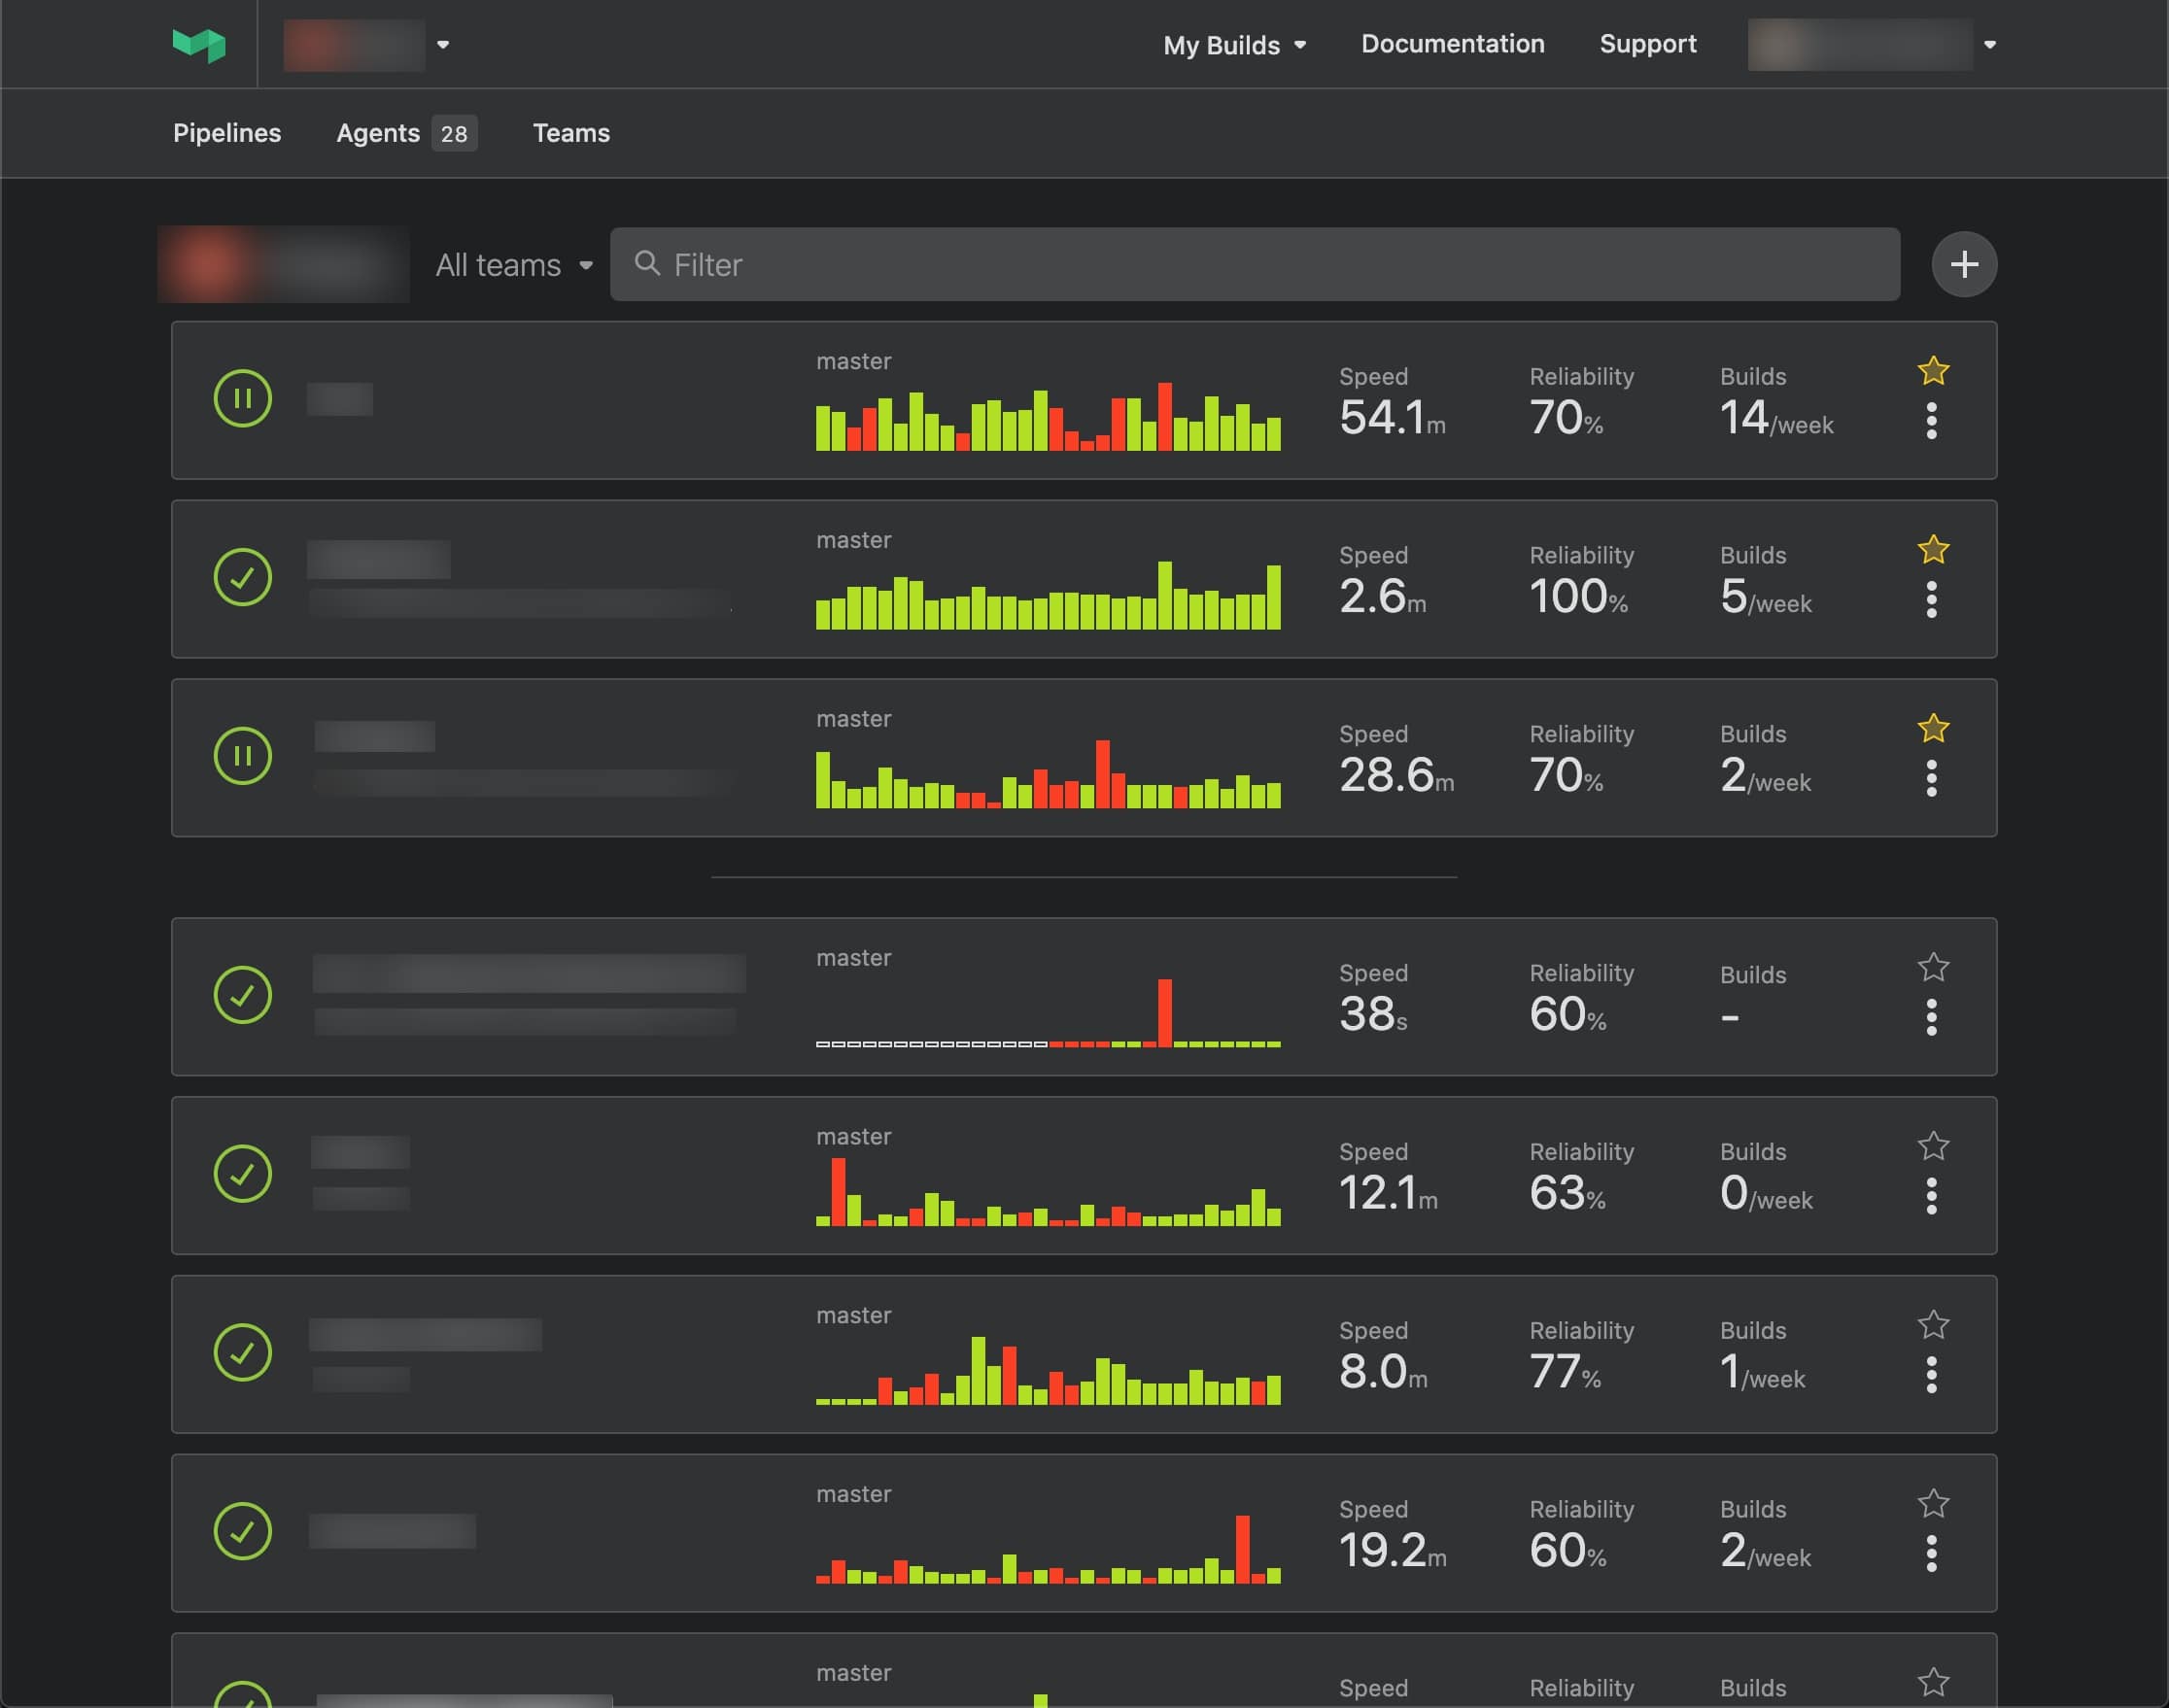 My Builds Documentation Support
Pipelines Agents 28 Teams
All teams Filter
master
Speed Reliability Builds
54.1m 70% 14/week
master
Speed Reliability Builds
2.6m 100% 5/week
master
Speed Reliability Builds
28.6m 70% 2/week
master
Speed Reliability Builds
38s 60% -
master
Speed Reliability Builds
12.1m 63% 0/week
master
Speed Reliability Builds
8.0m 77% 1/week
master
Speed Reliability Builds
19.2m 60% 2/week
master
Speed Reliability Builds